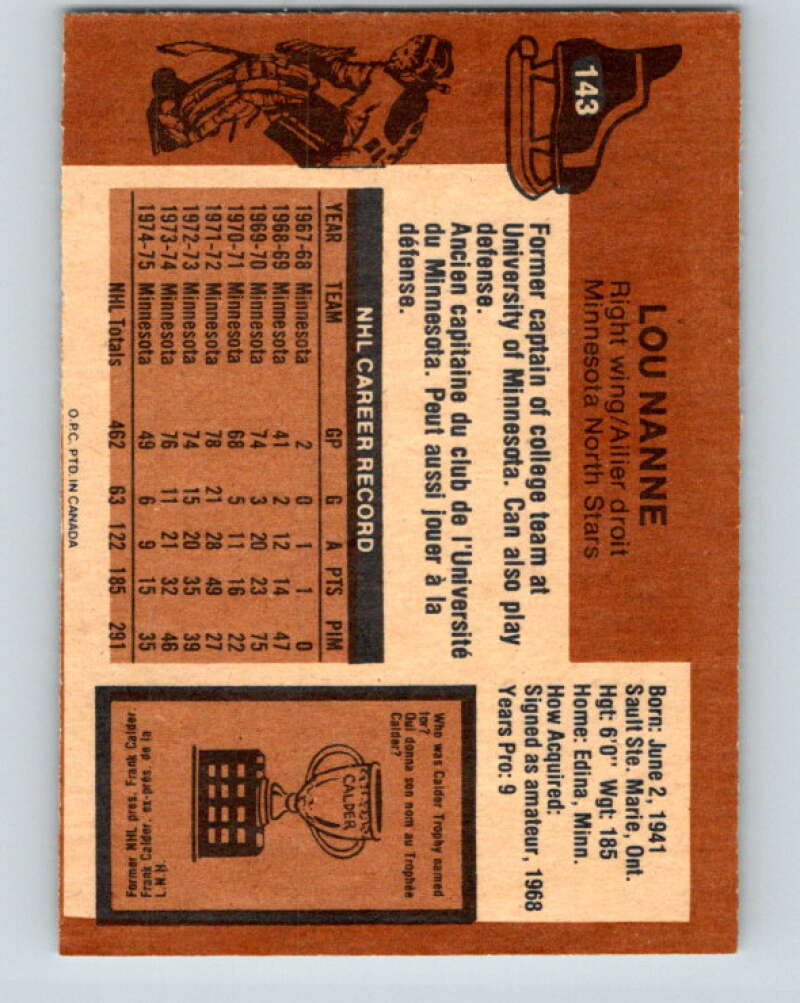 143
LOU NANNE
Right wing/Ailier droit
Minnesota North Stars
Former captain of college team at
University of Minnesota. Can also play
defense.
Ancien capitaine du club de l'Université
du Minnesota. Peut aussi jouer à la
défense.
NHL CAREER RECORD
YEAR TEAM GP G A PTS PIM
1967-68 Minnesota 2 0 1 1 0
1968-69 Minnesota 41 2 12 14 47
1969-70 Minnesota 74 3 20 23 75
1970-71 Minnesota 68 5 11 16 22
1971-72 Minnesota 78 21 28 49 27
1972-73 Minnesota 74 15 20 35 39
1973-74 Minnesota 76 11 21 32 46
1974-75 Minnesota 49 6 9 15 35
NHL Totals 462 63 122 185 291
O.P.C. PTD. IN CANADA
Born: June 2, 1941
Sault Ste. Marie, Ont.
Hgt: 6'0" Wgt: 185
Home: Edina, Minn.
How Acquired:
Signed as amateur, 1968
Years Pro: 9
Who was Calder Trophy named
for?
Qui donna son nom au Trophée
Calder?
CALDER
L.N.H.
Frank Calder, ex-prés. de la
Former NHL pres. Frank Calder.